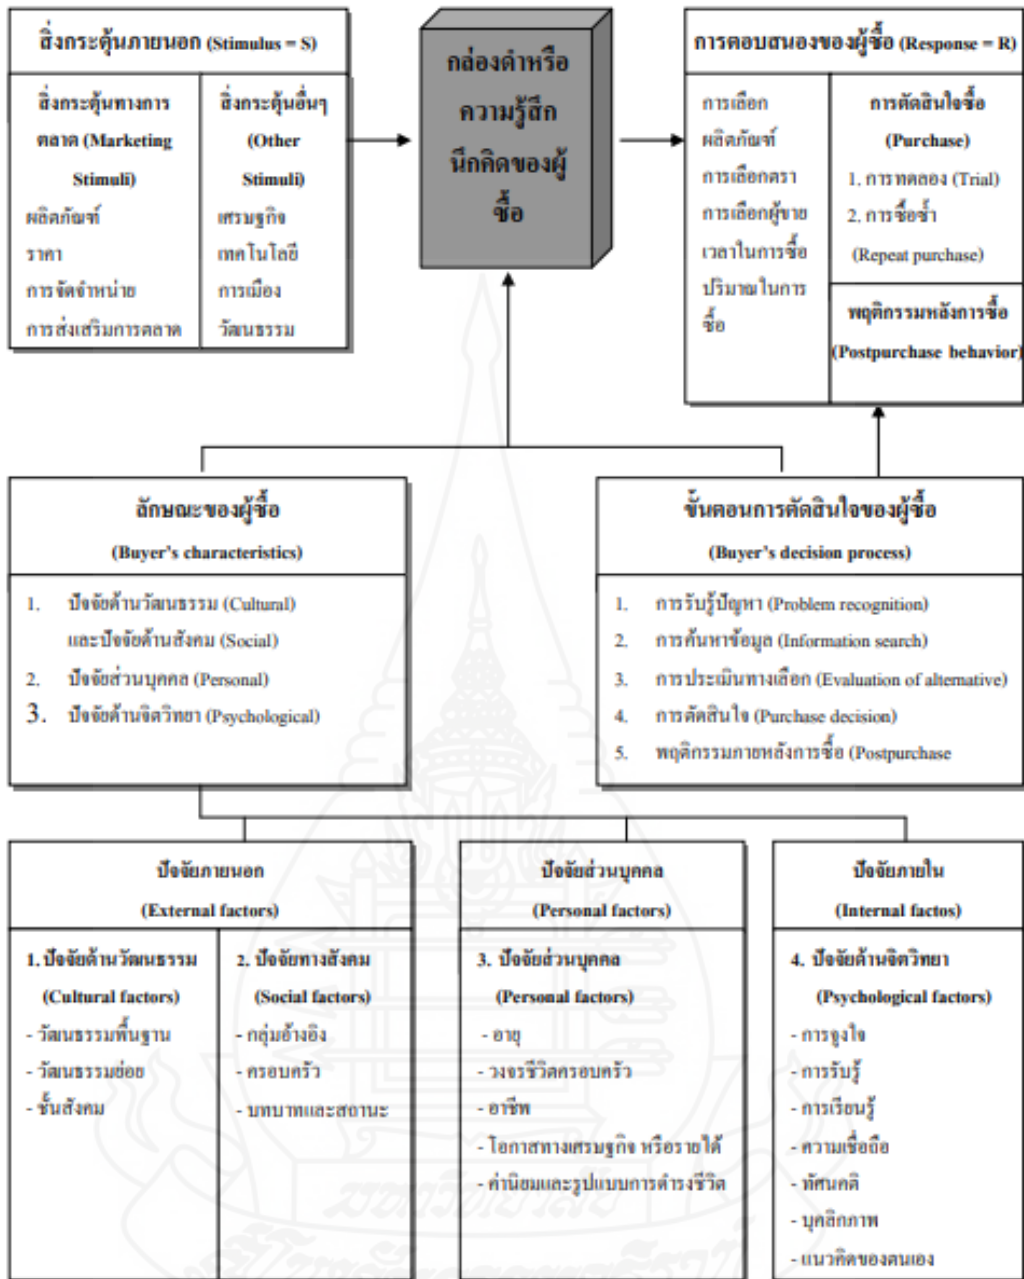 สิ่งกระตุ้นภายนอก (Stimulus = S)
สิ่งกระตุ้นทางการ
ตลาด (Marketing
Stimuli)
ผลิตภัณฑ์
ราคา
การจัดจำหน่าย
การส่งเสริมการตลาด
สิ่งกระตุ้นอื่นๆ
(Other
Stimuli)
เศรษฐกิจ
เทคโนโลยี
การเมือง
วัฒนธรรม
กล่องดำหรือ
ความรู้สึก
นึกคิดของผู้
ซื้อ
การตอบสนองของผู้ซื้อ (Response = R)
การเลือก
ผลิตภัณฑ์
การเลือกตรา
การเลือกผู้ขาย
เวลาในการซื้อ
ปริมาณในการ
ซื้อ
การตัดสินใจซื้อ
(Purchase)
1. การทดลอง (Trial)
2. การซื้อซ้ำ
(Repeat purchase)
พฤติกรรมหลังการซื้อ
(Postpurchase behavior)
ลักษณะของผู้ซื้อ
(Buyer's characteristics)
1. ปัจจัยด้านวัฒนธรรม (Cultural)
และปัจจัยด้านสังคม (Social)
2. ปัจจัยส่วนบุคคล (Personal)
3. ปัจจัยด้านจิตวิทยา (Psychological)
ขั้นตอนการตัดสินใจของผู้ซื้อ
(Buyer's decision process)
1. การรับรู้ปัญหา (Problem recognition)
2. การค้นหาข้อมูล (Information search)
3. การประเมินทางเลือก (Evaluation of alternative)
4. การตัดสินใจ (Purchase decision)
5. พฤติกรรมภายหลังการซื้อ (Postpurchase
ปัจจัยภายนอก
(External factors)
1. ปัจจัยด้านวัฒนธรรม
(Cultural factors)
- วัฒนธรรมพื้นฐาน
- วัฒนธรรมย่อย
- ชั้นสังคม
2. ปัจจัยทางสังคม
(Social factors)
- กลุ่มอ้างอิง
- ครอบครัว
- บทบาทและสถานะ
ปัจจัยส่วนบุคคล
(Personal factors)
3. ปัจจัยส่วนบุคคล
(Personal factors)
- อายุ
- วงจรชีวิตครอบครัว
- อาชีพ
- โอกาสทางเศรษฐกิจ หรือรายได้
- ค่านิยมและรูปแบบการดำรงชีวิต
ปัจจัยภายใน
(Internal factos)
4. ปัจจัยด้านจิตวิทยา
(Psychological factors)
- การจูงใจ
- การรับรู้
- การเรียนรู้
- ความเชื่อถือ
- ทัศนคติ
- บุคลิกภาพ
- แนวคิดของตนเอง